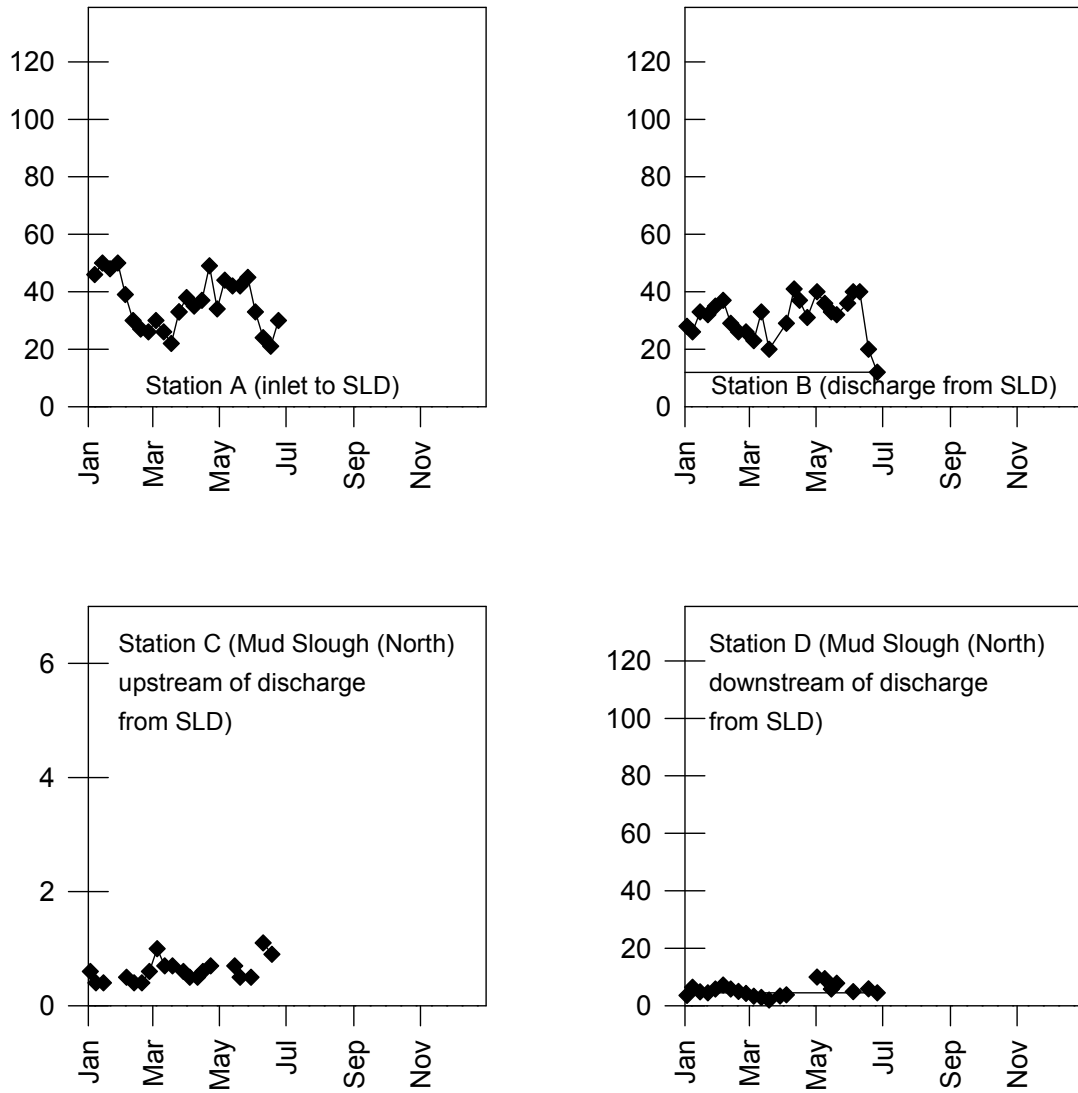 120
100
80
60
40
20
0
Station A (inlet to SLD)
Jan
Mar
May
Jul
Sep
Nov
120
100
80
60
40
20
0
Station B (discharge from SLD)
Jan
Mar
May
Jul
Sep
Nov
Station C (Mud Slough (North)
upstream of discharge
from SLD)
6
4
2
0
Jan
Mar
May
Jul
Sep
Nov
Station D (Mud Slough (North)
downstream of discharge
from SLD)
120
100
80
60
40
20
0
Jan
Mar
May
Jul
Sep
Nov